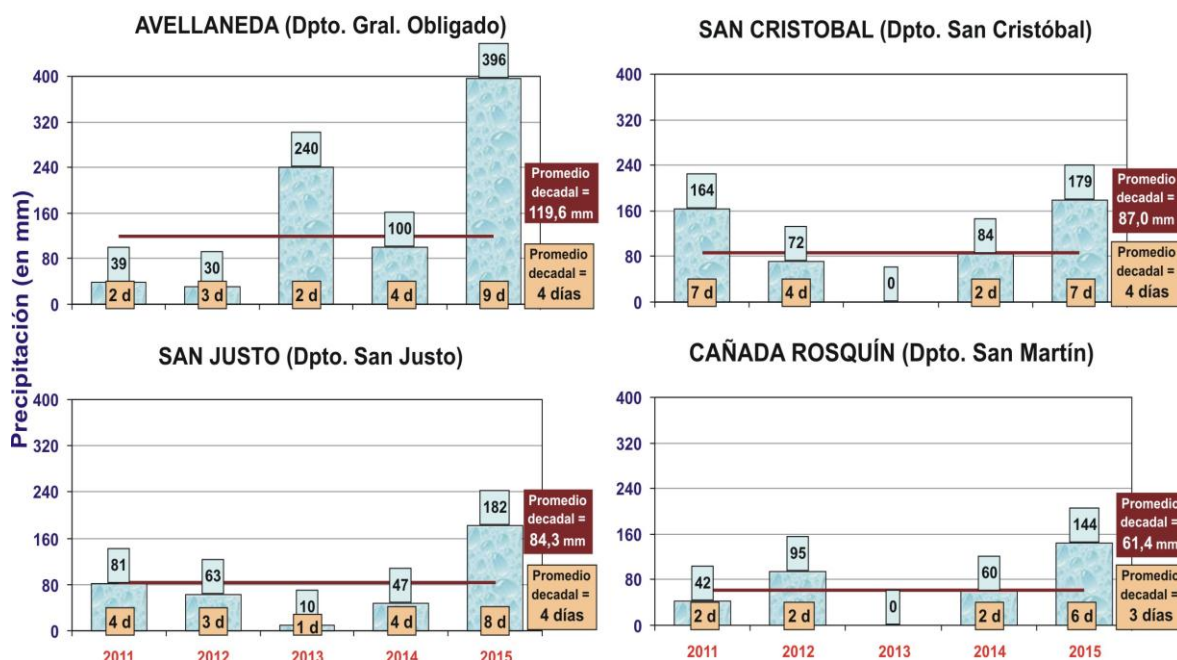 AVELLANEDA (Dpto. Gral. Obligado)
Precipitación (en mm)
400
320
240
160
80
0
39
30
240
100
396
2 d
3 d
2 d
4 d
9 d
Promedio
decadal =
119,6 mm
Promedio
decadal =
4 días
SAN CRISTOBAL (Dpto. San Cristóbal)
400
320
240
160
80
0
164
72
0
84
179
7 d
4 d
2 d
7 d
Promedio
decadal =
87,0 mm
Promedio
decadal =
4 días
SAN JUSTO (Dpto. San Justo)
400
320
240
160
80
0
81
63
10
47
182
4 d
3 d
1 d
4 d
8 d
Promedio
decadal =
84,3 mm
Promedio
decadal =
4 días
2011
2012
2013
2014
2015
CAÑADA ROSQUÍN (Dpto. San Martín)
400
320
240
160
80
0
42
95
0
60
144
2 d
2 d
2 d
6 d
Promedio
decadal =
61,4 mm
Promedio
decadal =
3 días
2011
2012
2013
2014
2015